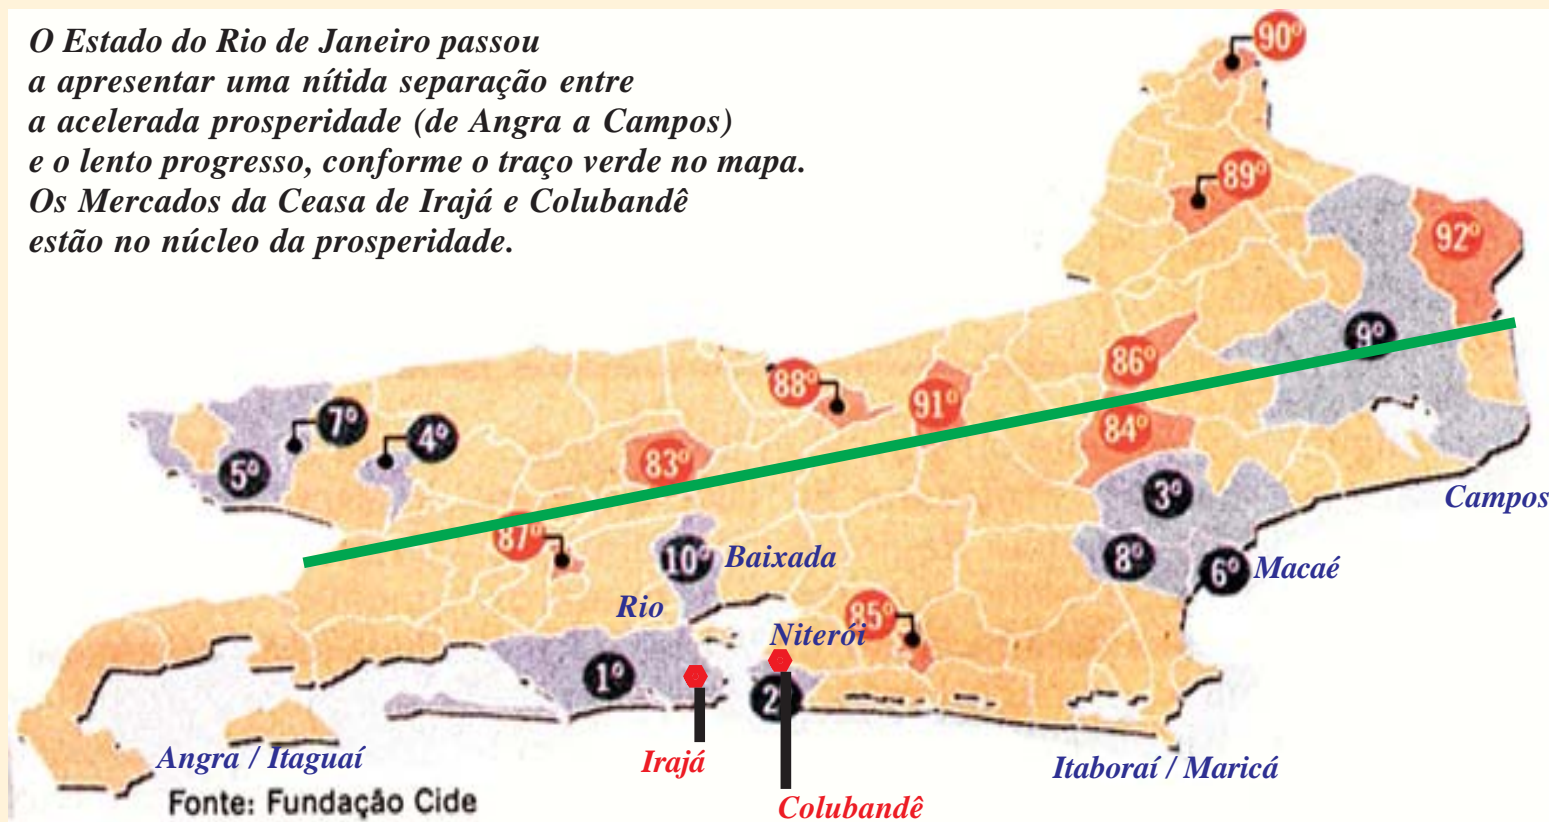 O Estado do Rio de Janeiro passou
a apresentar uma nítida separação entre
a acelerada prosperidade (de Angra a Campos)
e o lento progresso, conforme o traço verde no mapa.
Os Mercados da Ceasa de Irajá e Colubandê
estão no núcleo da prosperidade.
90º
89º
92º
9º
86º
88º
91º
7º
4º
84º
5º
83º
3º
Campos
87º
10º
Baixada
8º
6º
Macaé
Rio
85º
Niterói
1º
2
Angra / Itaguaí
Irajá
Itaboraí / Maricá
Fonte: Fundação Cide
Colubandê